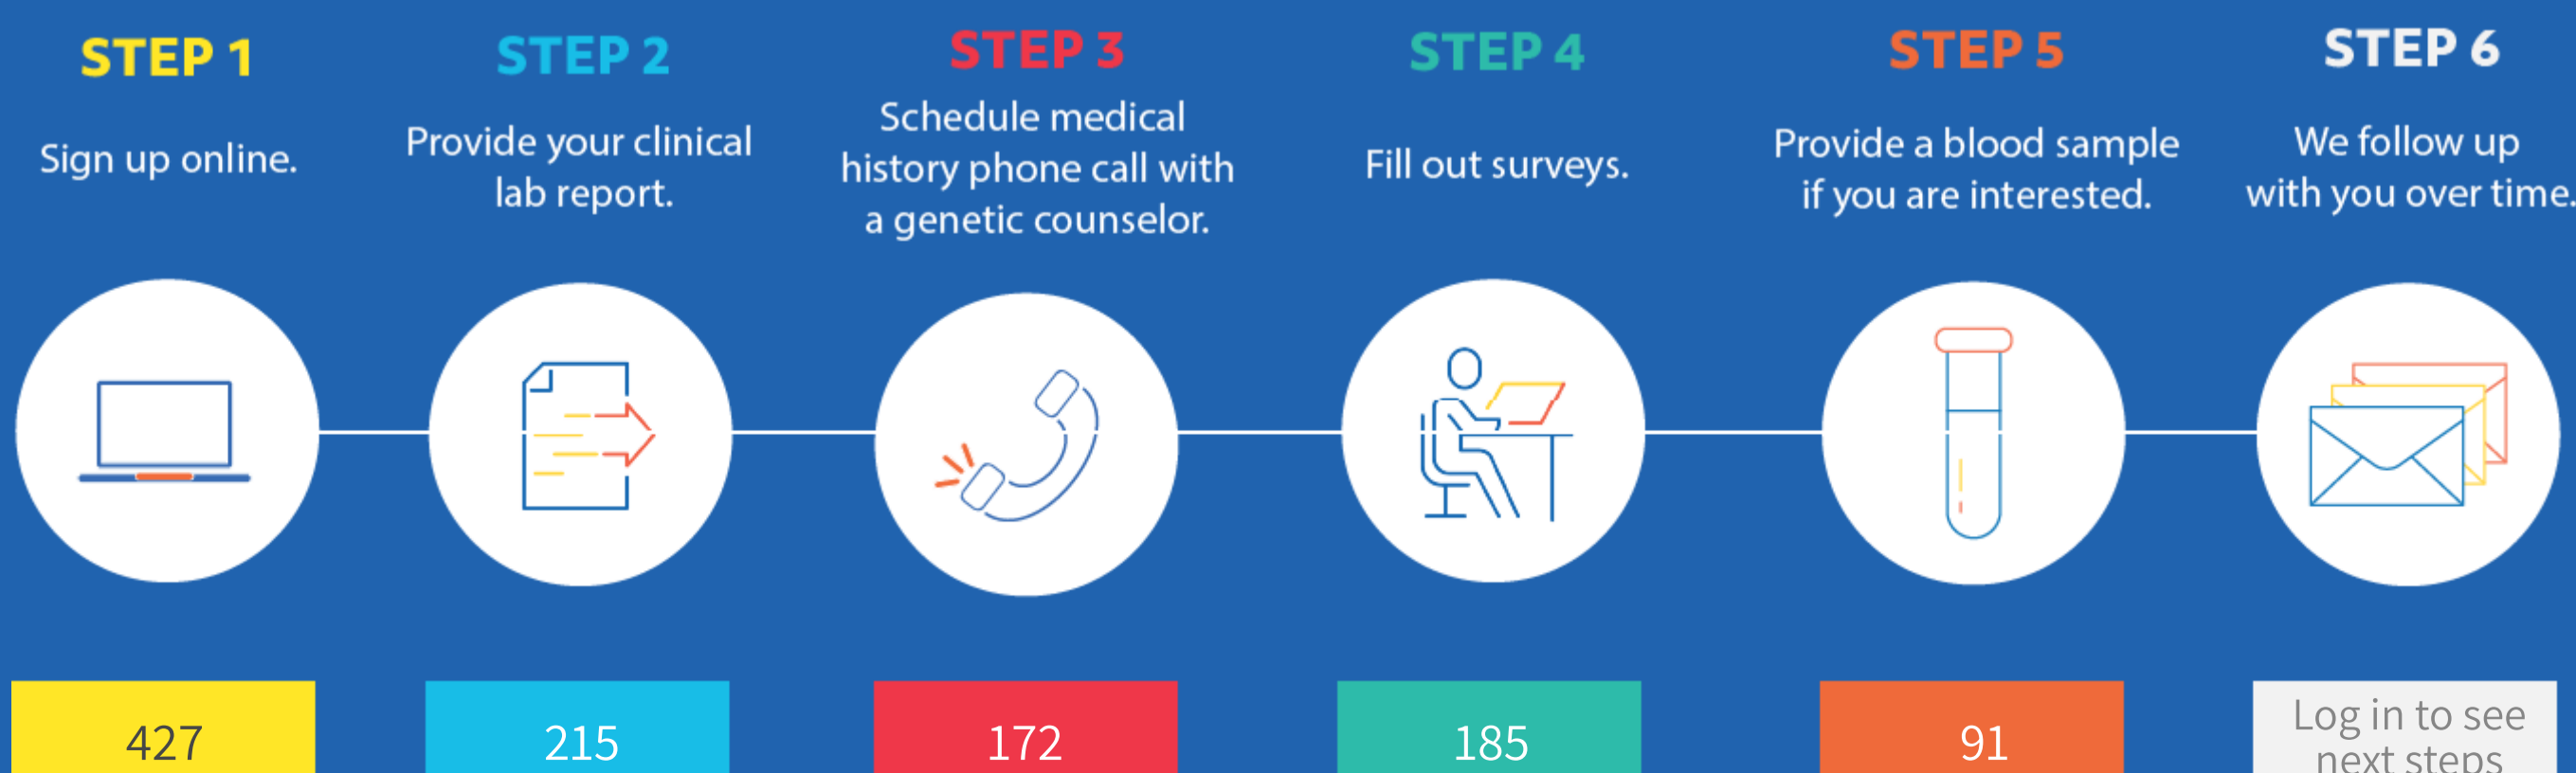 STEP 1
Sign up online.
STEP 2
Provide your clinical
lab report.
STEP 3
Schedule medical
history phone call with
a genetic counselor.
STEP 4
Fill out surveys.
STEP 5
Provide a blood sample
if you are interested.
STEP 6
We follow up
with you over time.
427
215
172
185
91
Log in to see
next steps